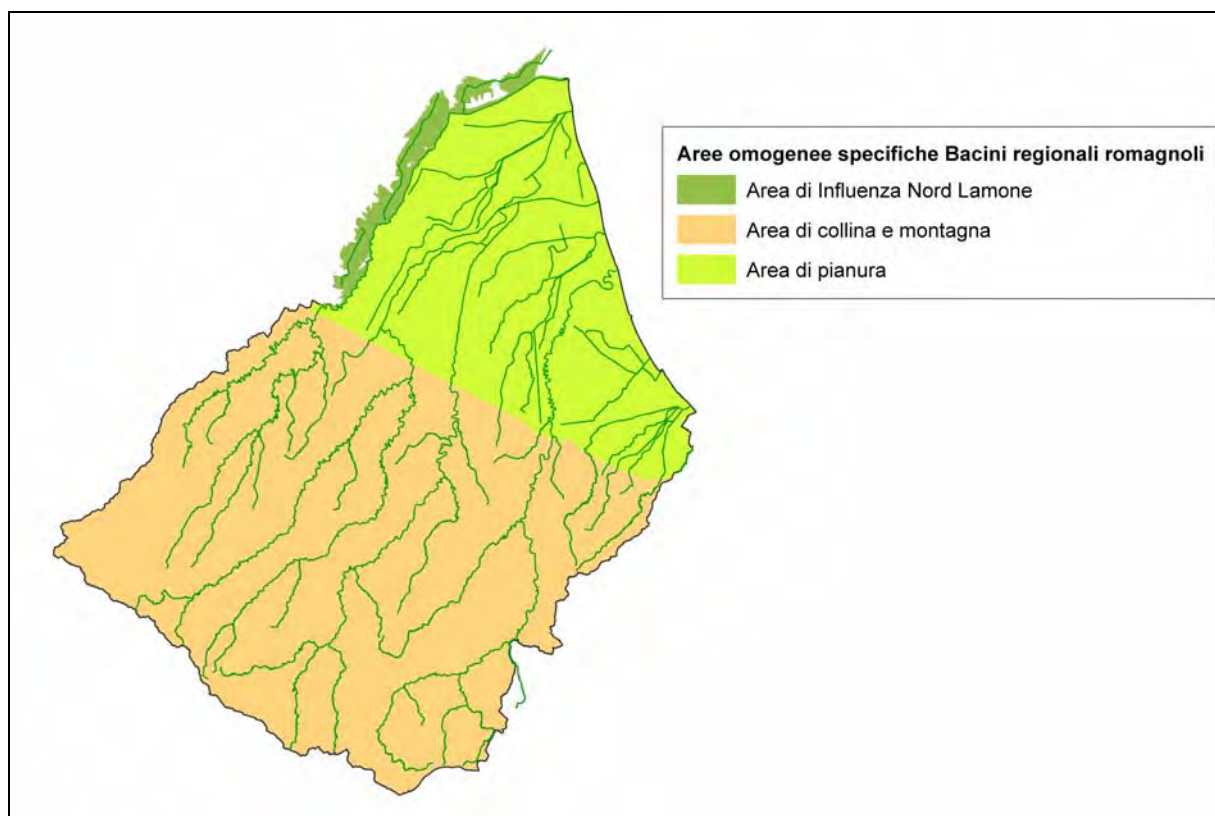 Aree omogenee specifiche Bacini regionali romagnoli
Area di Influenza Nord Lamone
Area di collina e montagna
Area di pianura